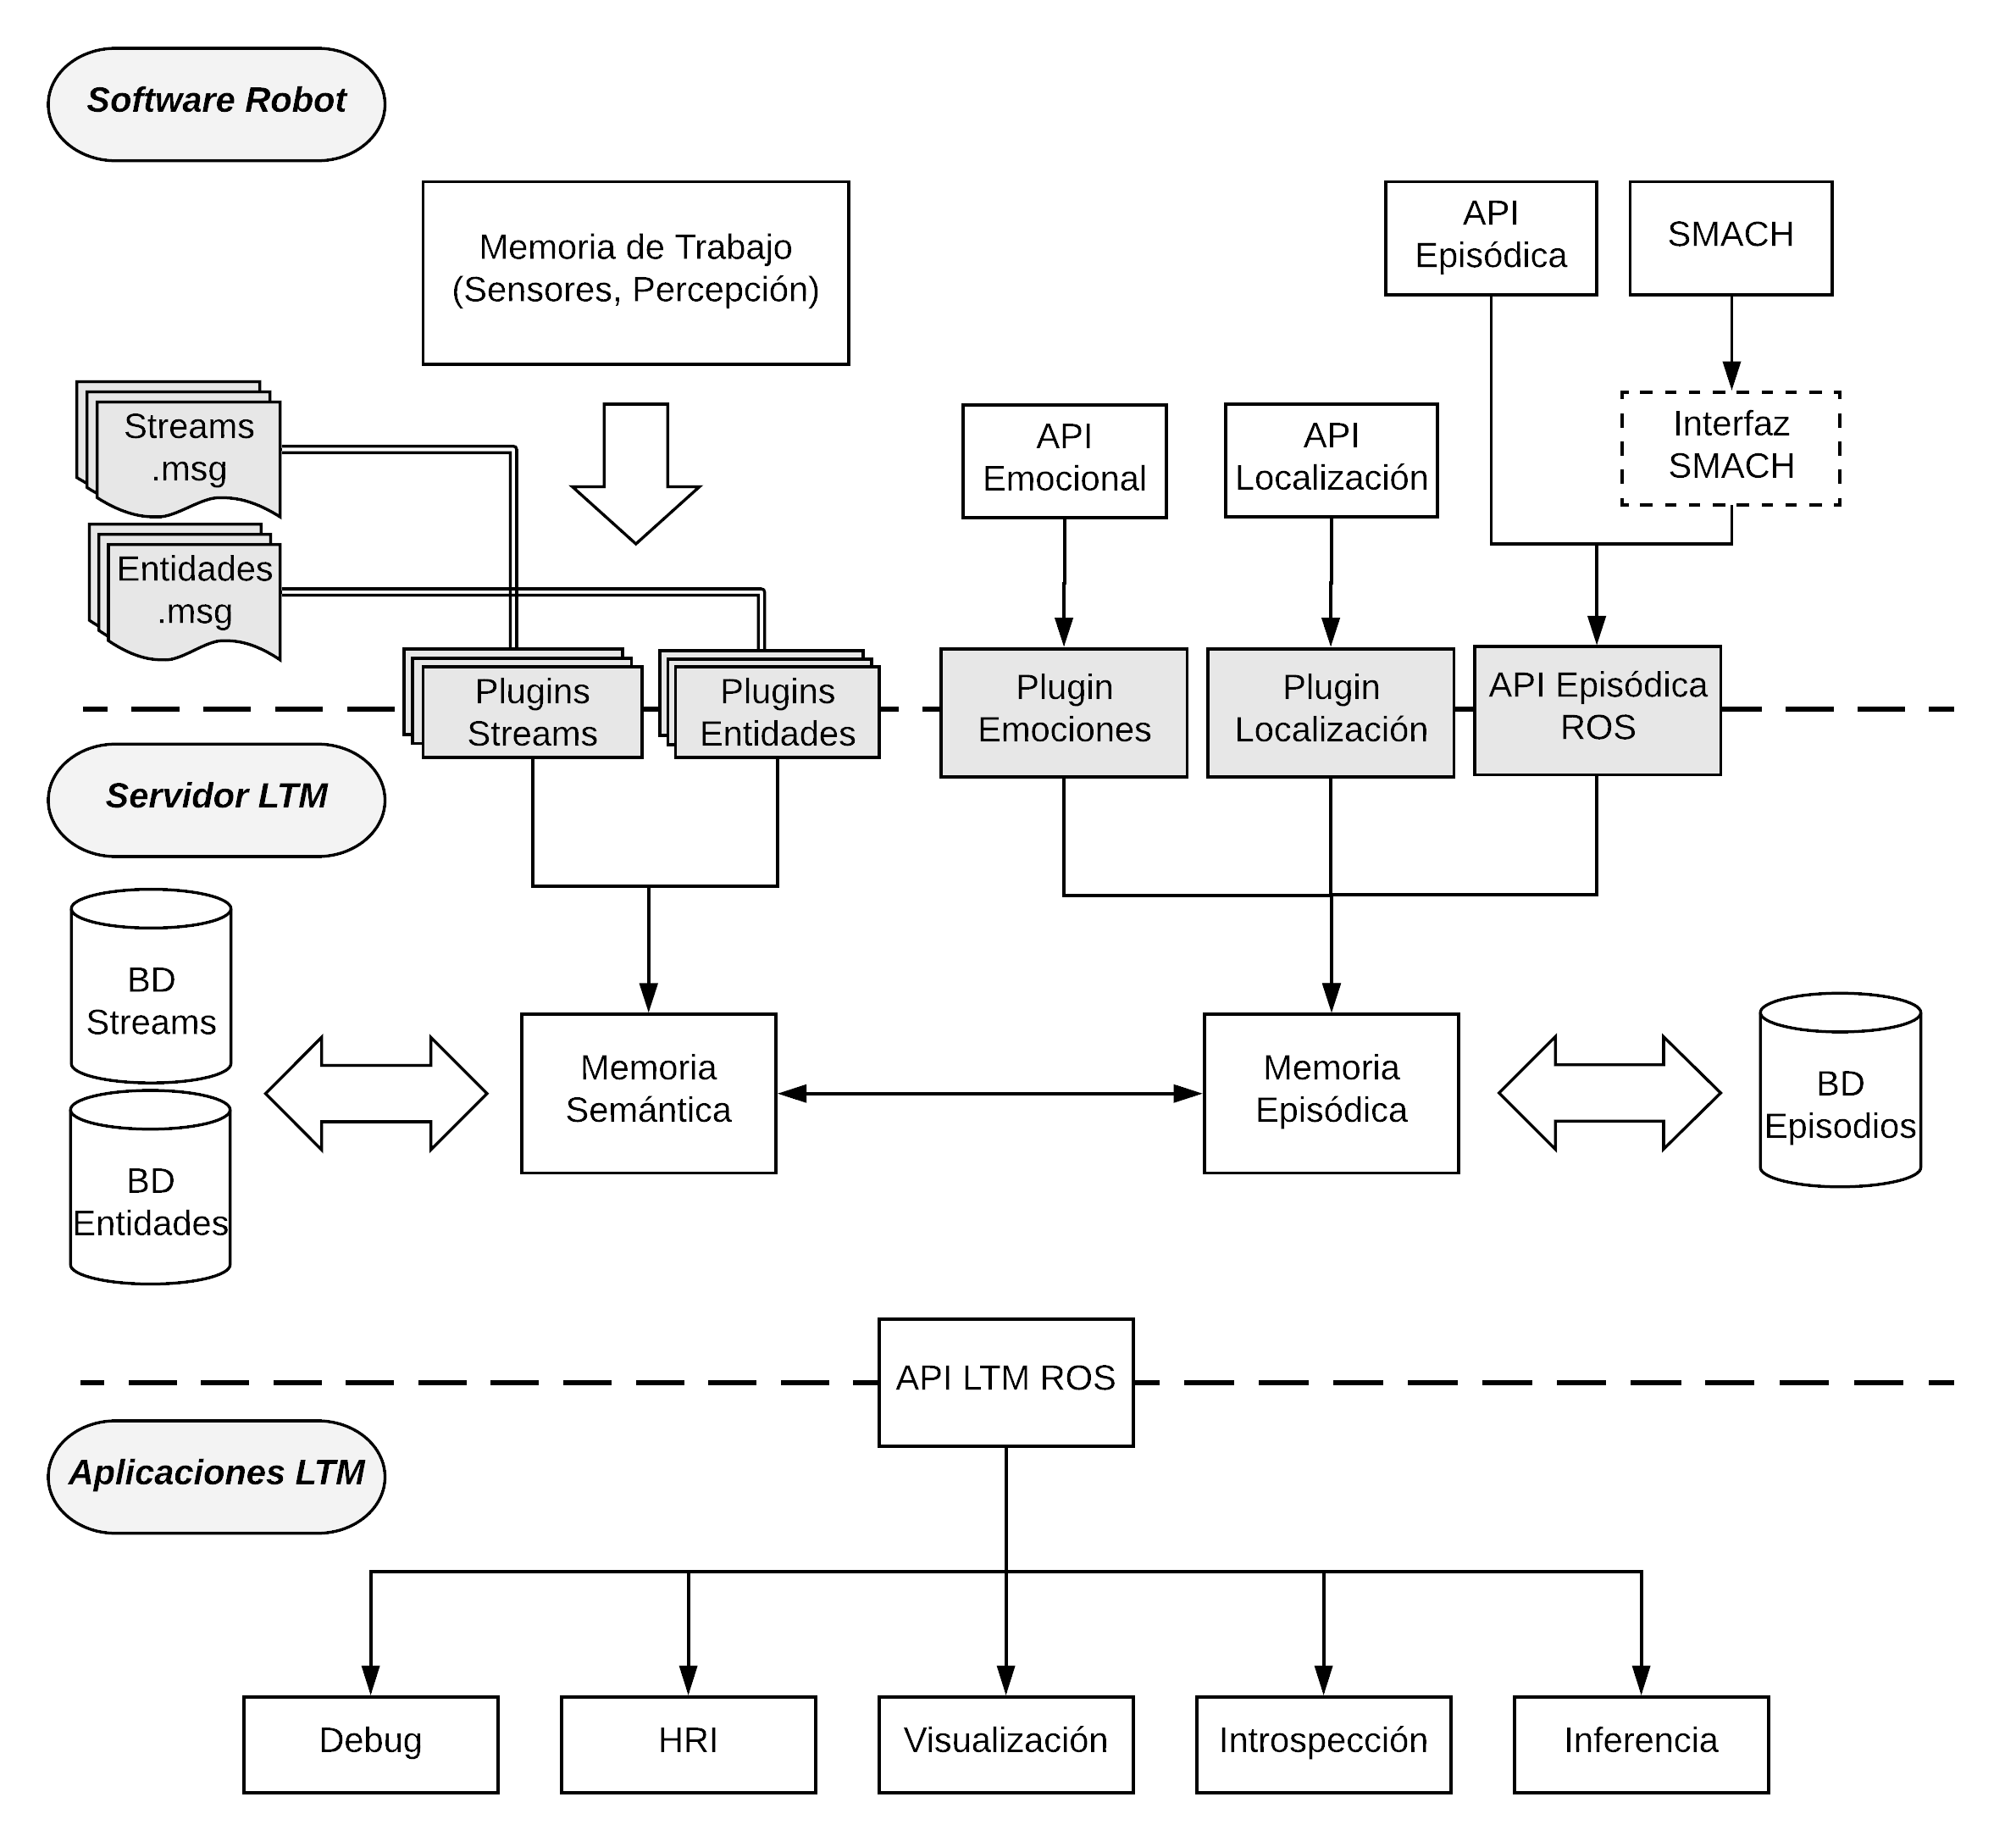 Software Robot
Memoria de Trabajo
(Sensores, Percepción)
API
Episódica
SMACH
Streams
.msg
API
Emocional
API
Localización
Interfaz
SMACH
Entidades
.msg
Plugins
Streams
Plugins
Entidades
Plugin
Emociones
Plugin
Localización
API Episódica
ROS
Servidor LTM
BD
Streams
BD
Entidades
Memoria
Semántica
Memoria
Episódica
BD
Episodios
API LTM ROS
Aplicaciones LTM
Debug
HRI
Visualización
Introspección
Inferencia